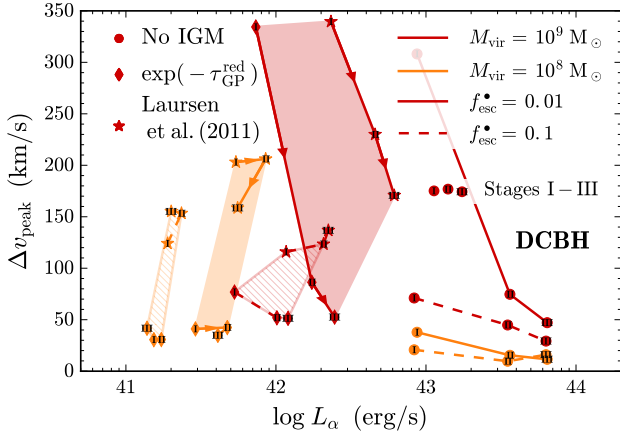 350
300
250
200
150
100
50
0
Δv_peak (km/s)
41
42
43
44
log L_α (erg/s)
No IGM
exp(−τ_GP^red)
Laursen
et al. (2011)
M_vir = 10^9 M_⊙
M_vir = 10^8 M_⊙
f_esc^• = 0.01
f_esc^• = 0.1
Stages I−III
DCBH